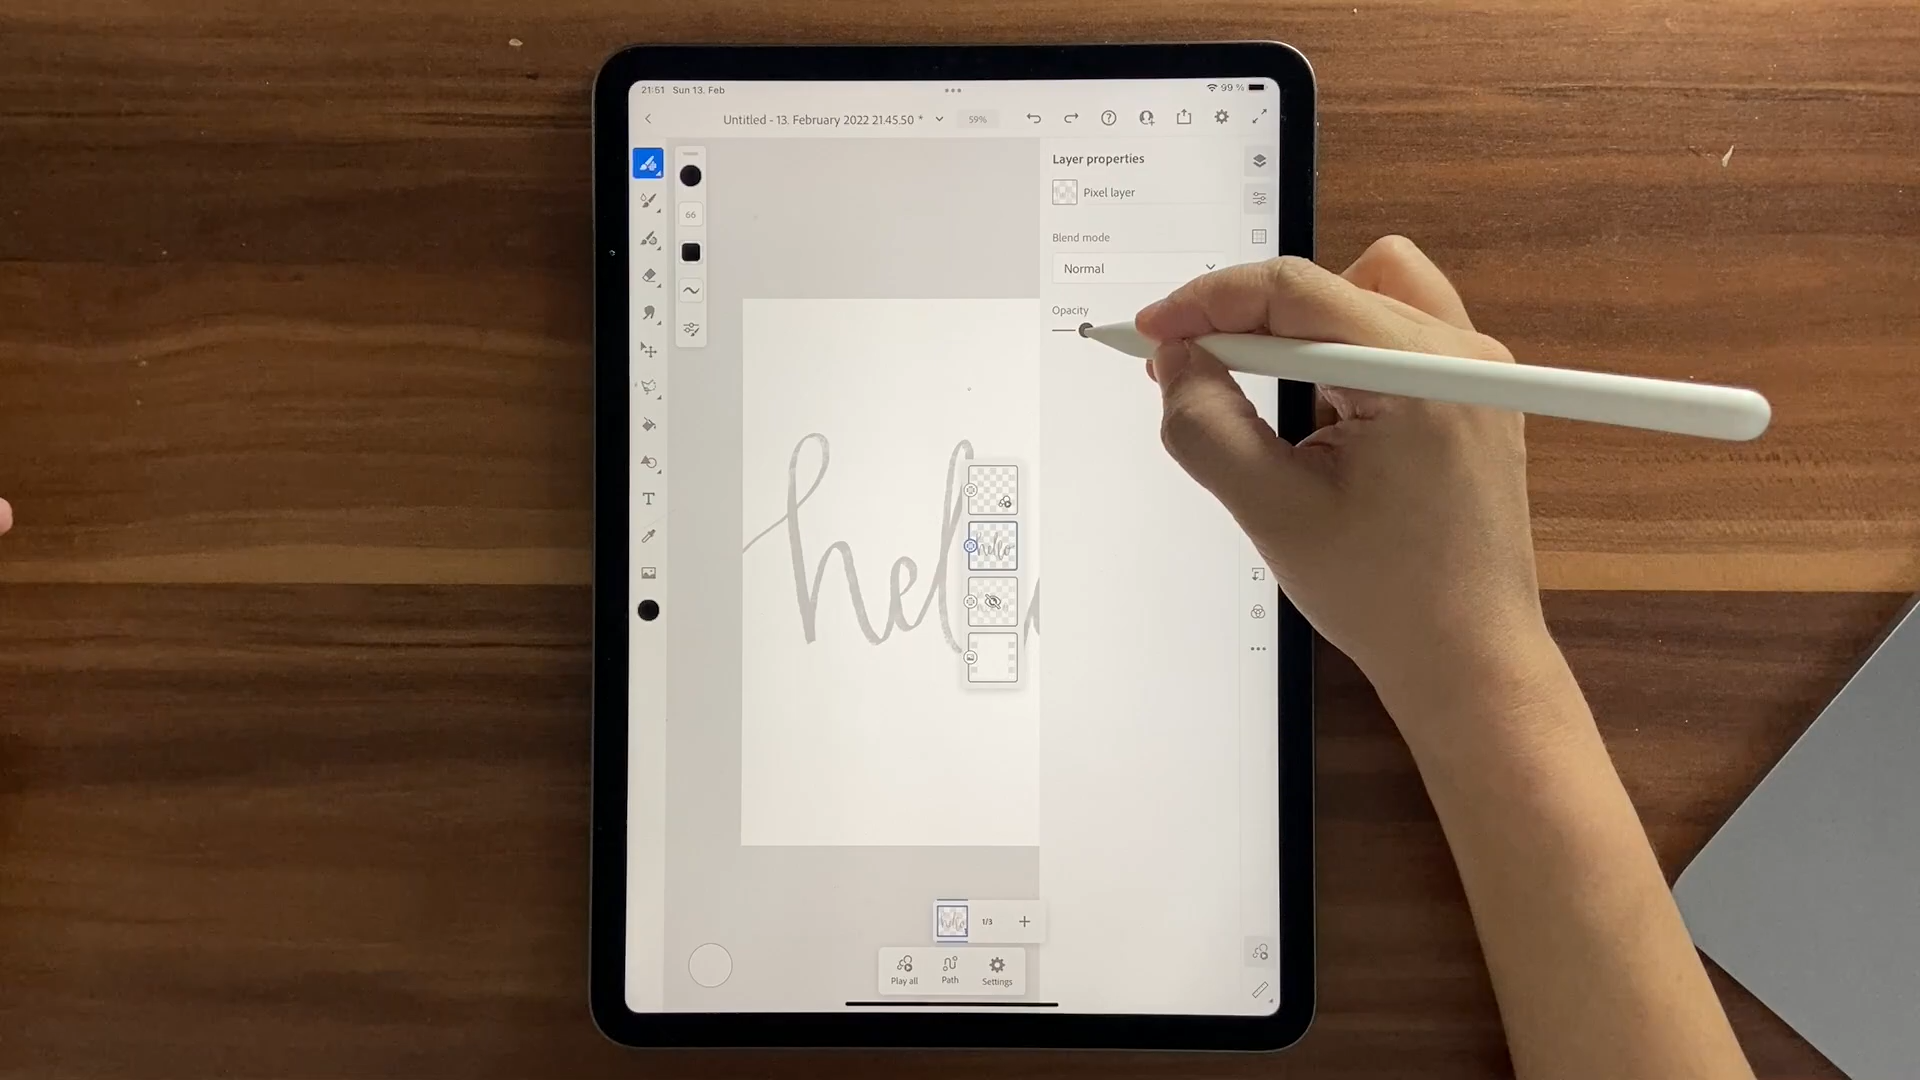 21:51 Sun 13. Feb
99 %
Untitled - 13. February 2022 21.45.50 *
59%
Layer properties
Pixel layer
66
Blend mode
Normal
Opacity
hello
T
1/3
Play all
Path
Settings